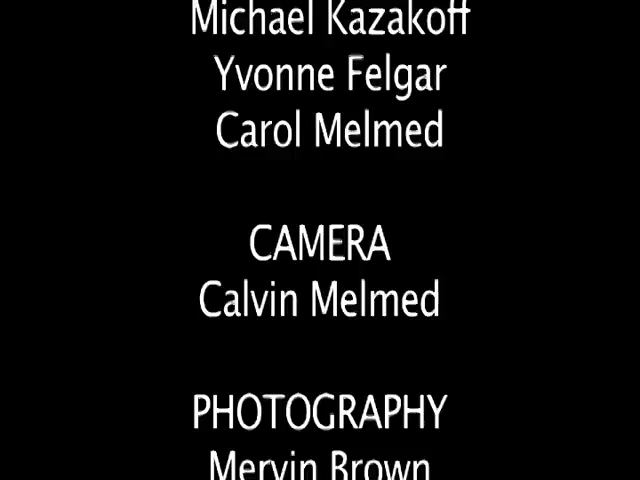 Michael Kazakoff
Yvonne Felgar
Carol Melmed
CAMERA
Calvin Melmed
PHOTOGRAPHY
Mervin Brown